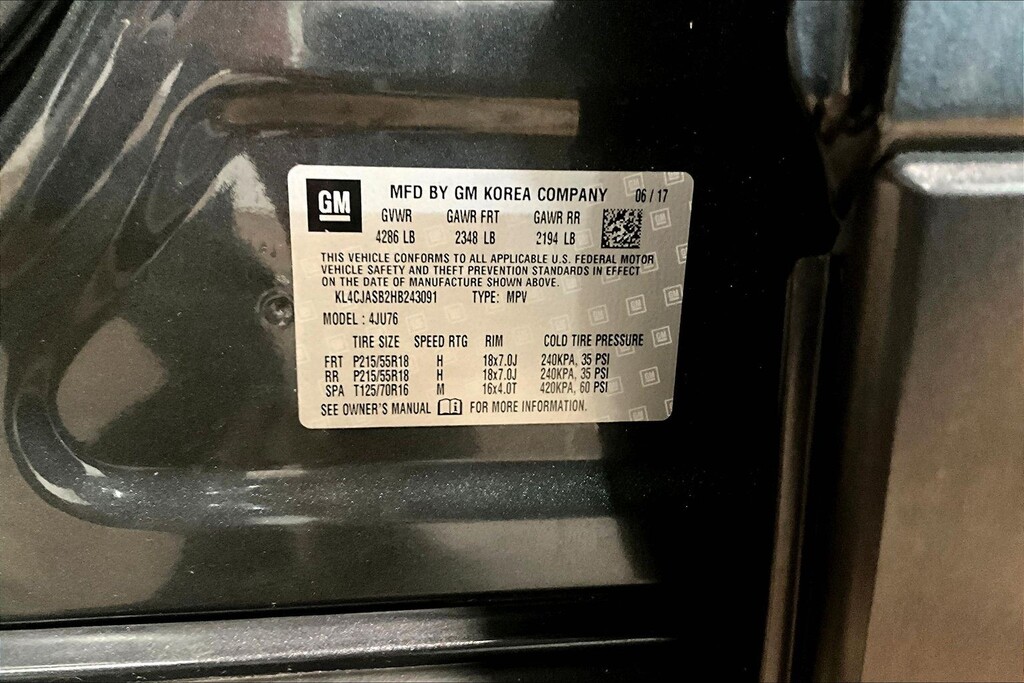 GM MFD BY GM KOREA COMPANY 06 / 17
GVWR GAWR FRT GAWR RR
4286 LB 2348 LB 2194 LB
THIS VEHICLE CONFORMS TO ALL APPLICABLE U.S. FEDERAL MOTOR
VEHICLE SAFETY AND THEFT PREVENTION STANDARDS IN EFFECT
ON THE DATE OF MANUFACTURE SHOWN ABOVE.
KL4CJASB2HB243091 TYPE: MPV
MODEL : 4JU76
TIRE SIZE SPEED RTG RIM COLD TIRE PRESSURE
FRT P215/55R18 H 18x7.0J 240KPA, 35 PSI
RR P215/55R18 H 18x7.0J 240KPA, 35 PSI
SPA T125/70R16 M 16x4.0T 420KPA, 60 PSI
SEE OWNER'S MANUAL FOR MORE INFORMATION.